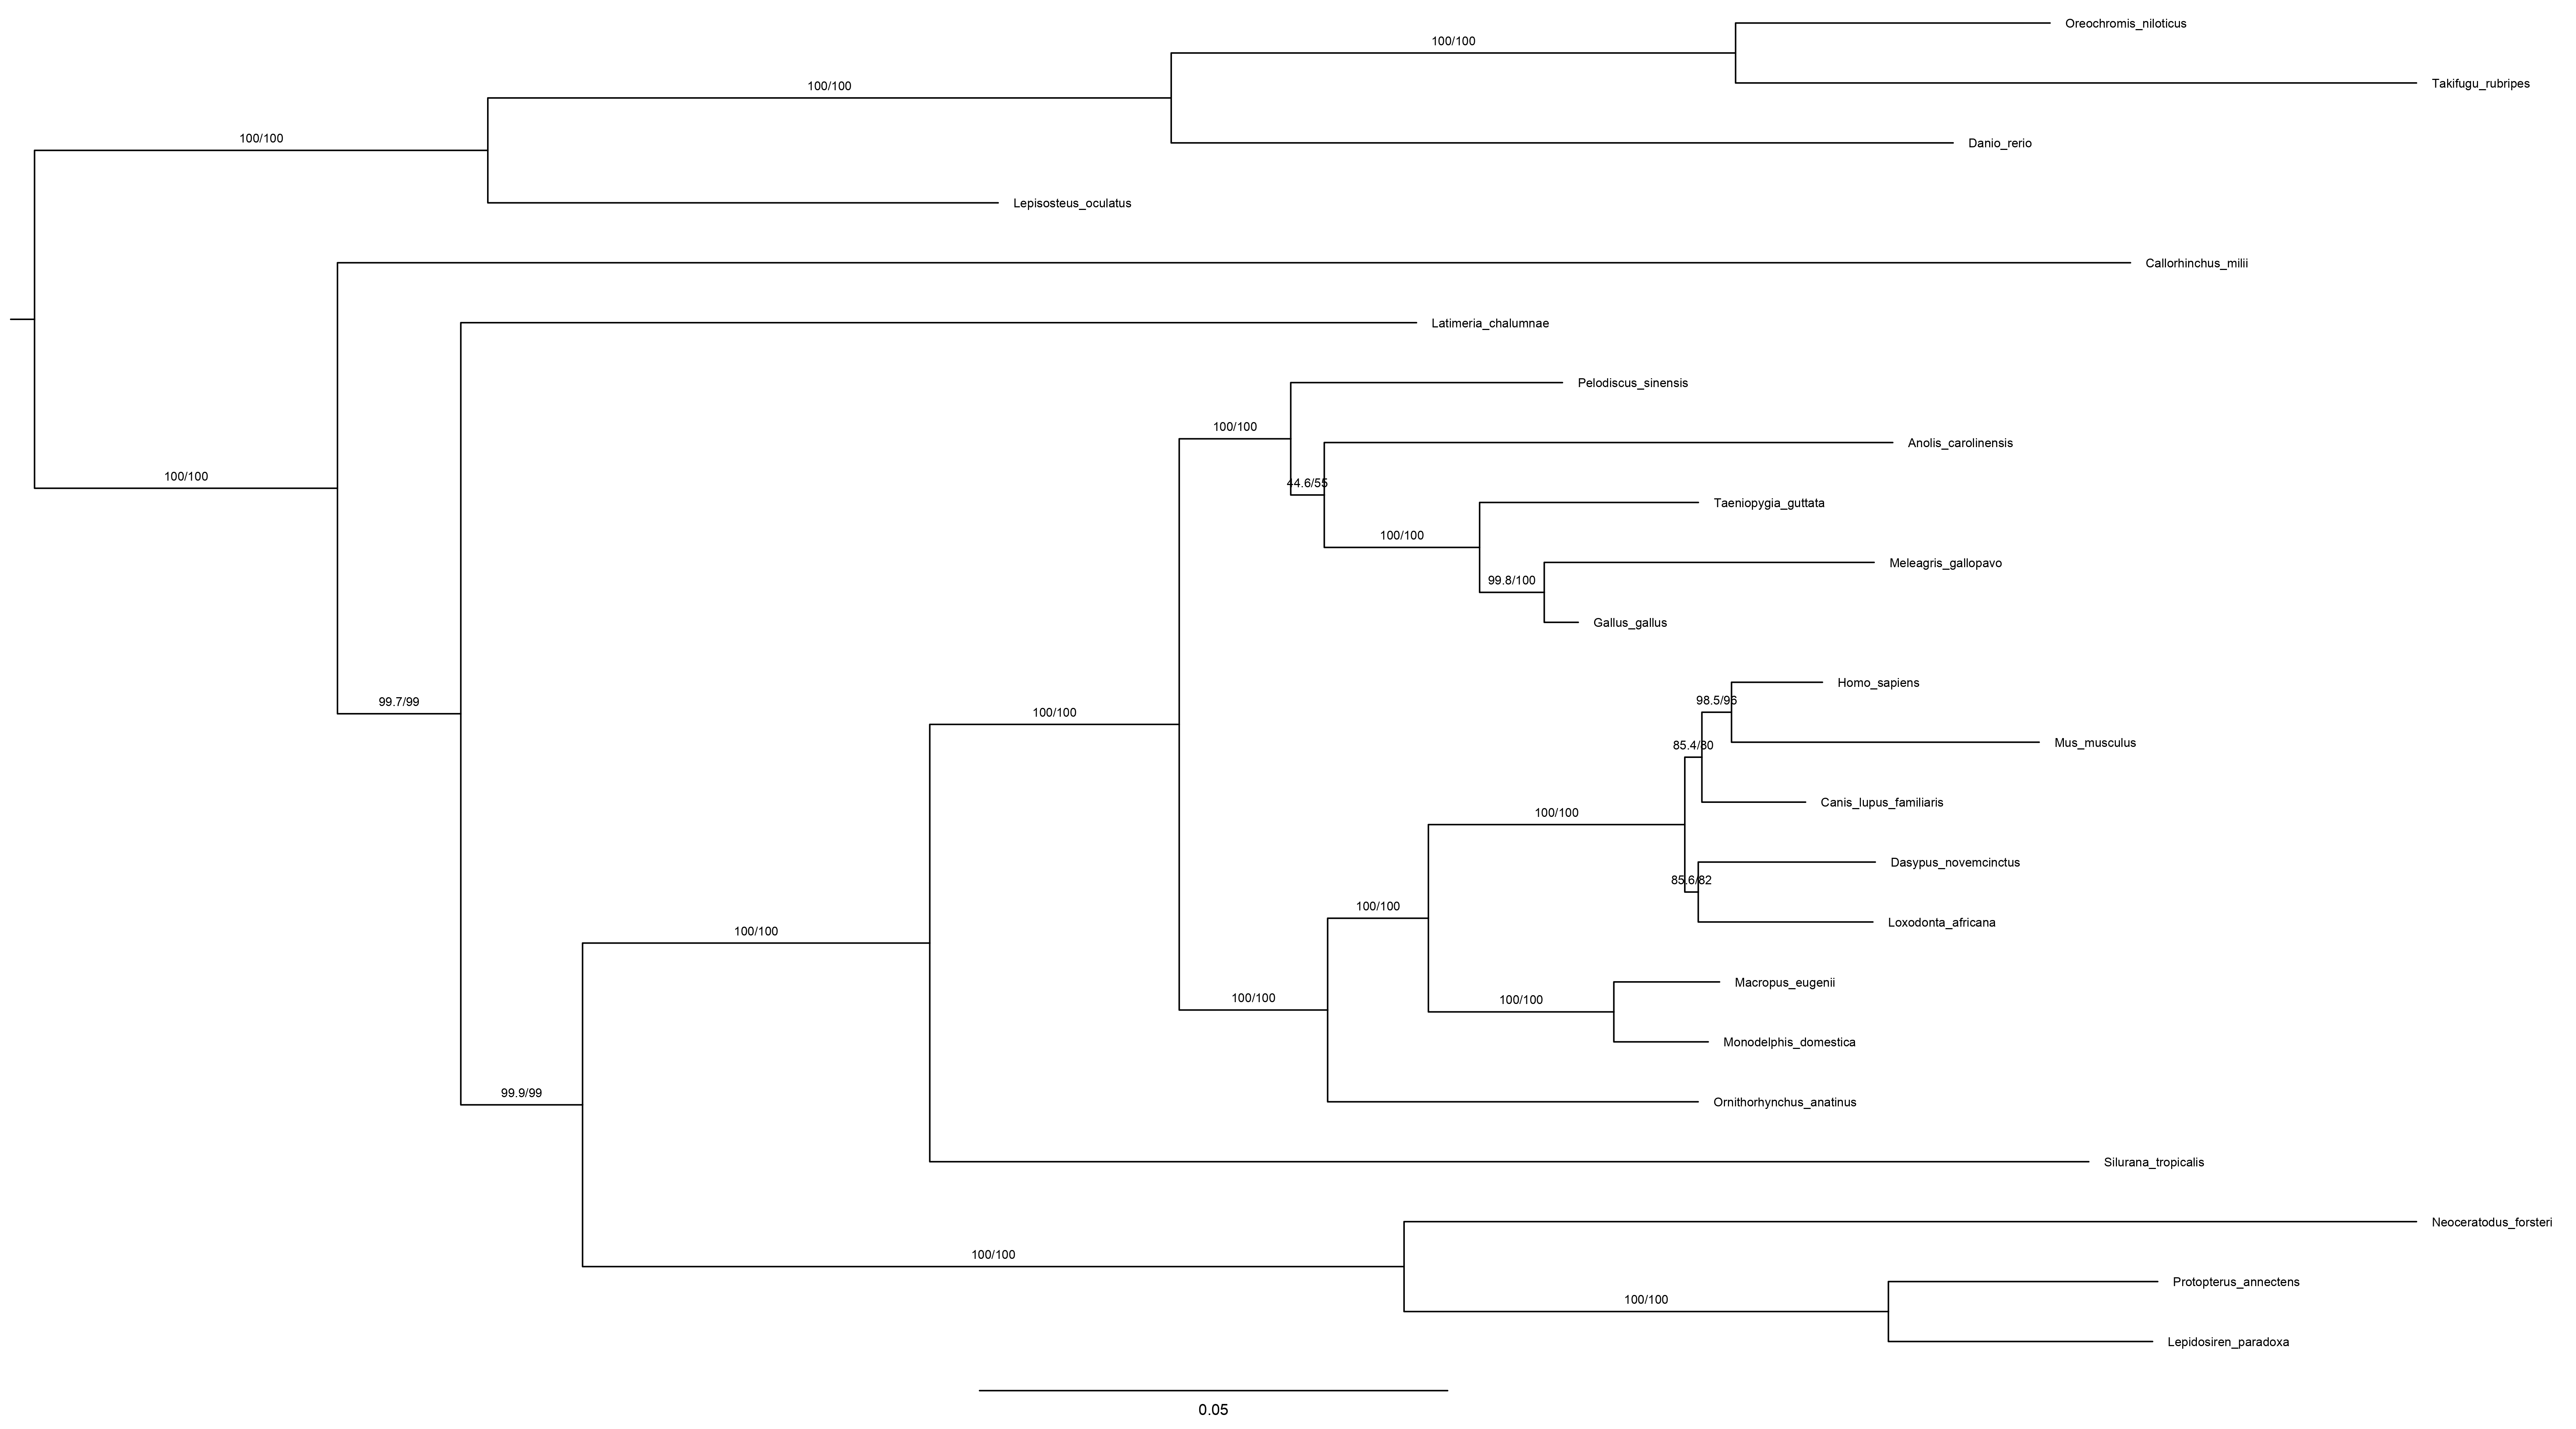 Oreochromis_niloticus
100/100
Takifugu_rubripes
100/100
100/100
Danio_rerio
Lepisosteus_oculatus
Callorhinchus_milii
Latimeria_chalumnae
Pelodiscus_sinensis
100/100
Anolis_carolinensis
100/100
44.6/55
Taeniopygia_guttata
100/100
Meleagris_gallopavo
99.8/100
Gallus_gallus
Homo_sapiens
98.5/96
99.7/99
100/100
Mus_musculus
85.4/80
Canis_lupus_familiaris
100/100
Dasypus_novemcinctus
85.6/82
100/100
Loxodonta_africana
100/100
Macropus_eugenii
100/100
100/100
Monodelphis_domestica
99.9/99
Ornithorhynchus_anatinus
Silurana_tropicalis
Neoceratodus_forsteri
100/100
Protopterus_annectens
100/100
Lepidosiren_paradoxa
0.05